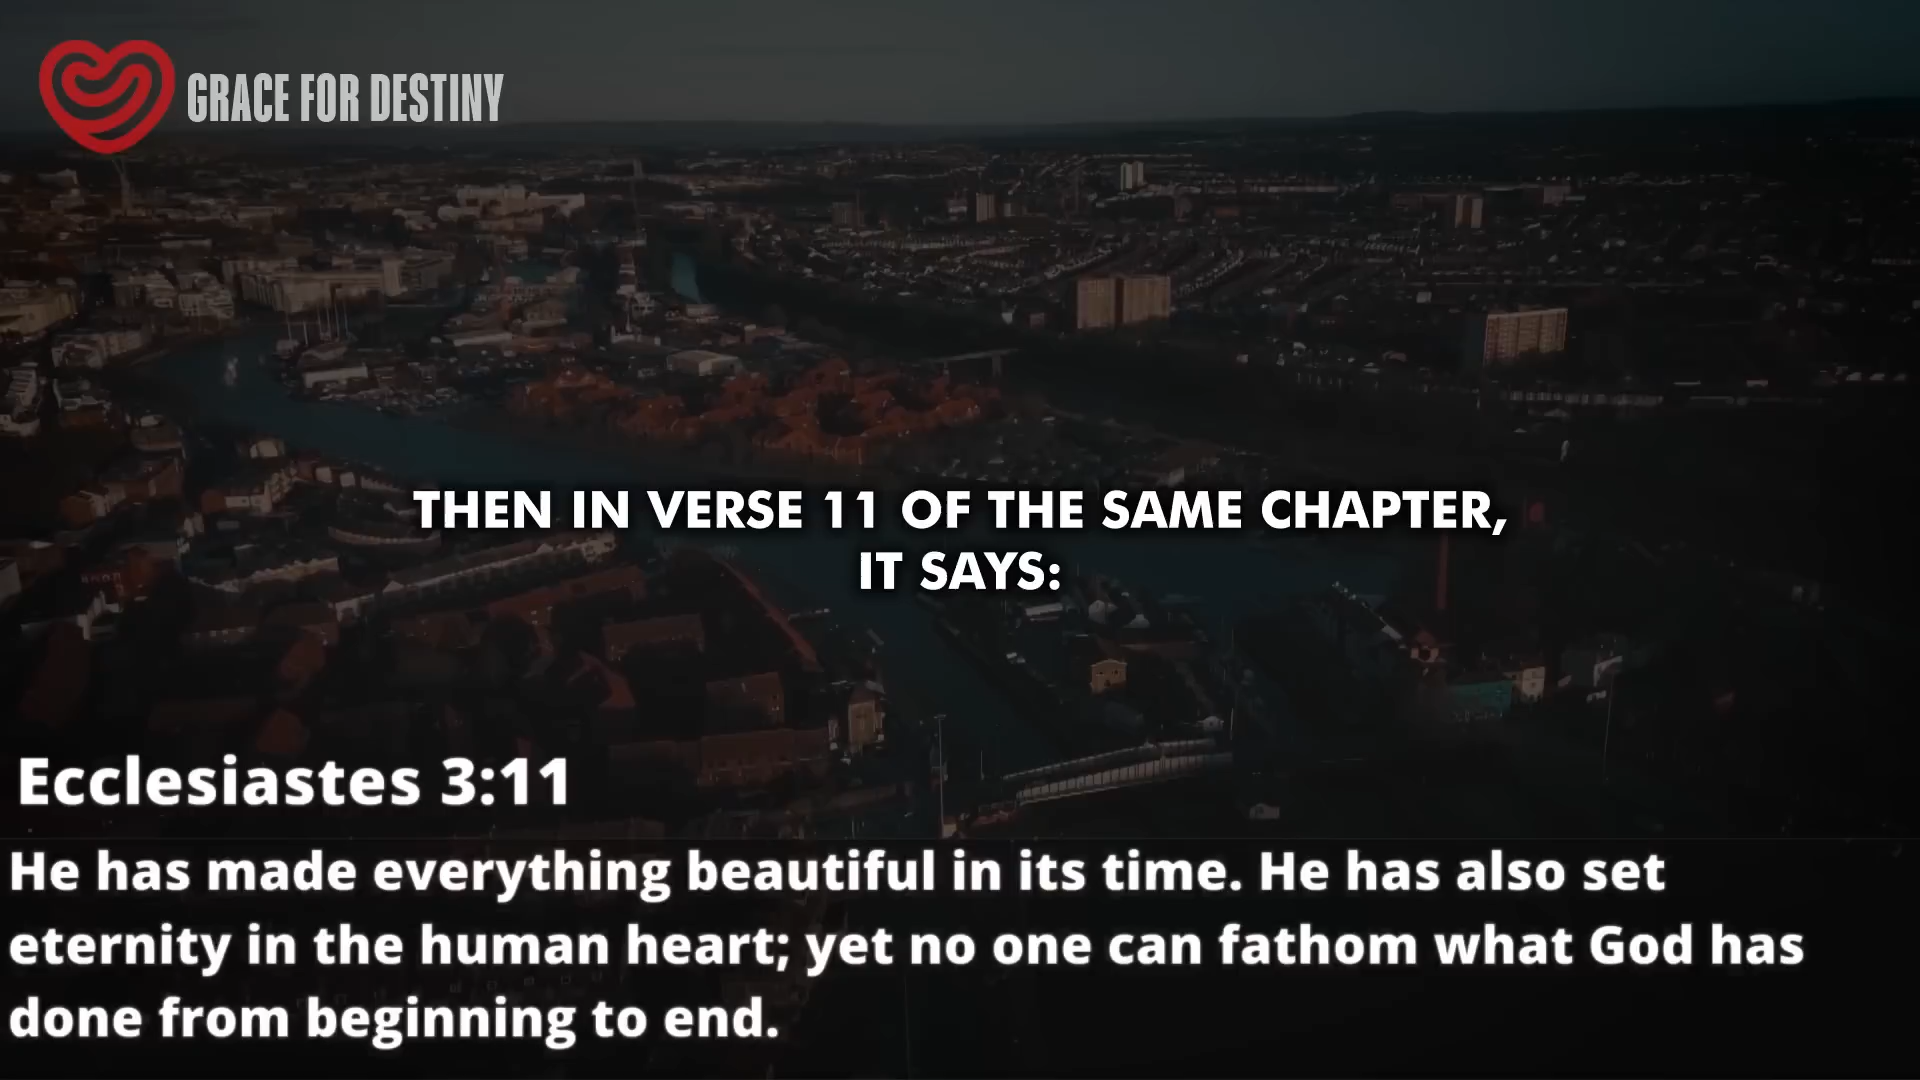 GRACE FOR DESTINY
THEN IN VERSE 11 OF THE SAME CHAPTER,
IT SAYS:
Ecclesiastes 3:11
He has made everything beautiful in its time. He has also set
eternity in the human heart; yet no one can fathom what God has
done from beginning to end.